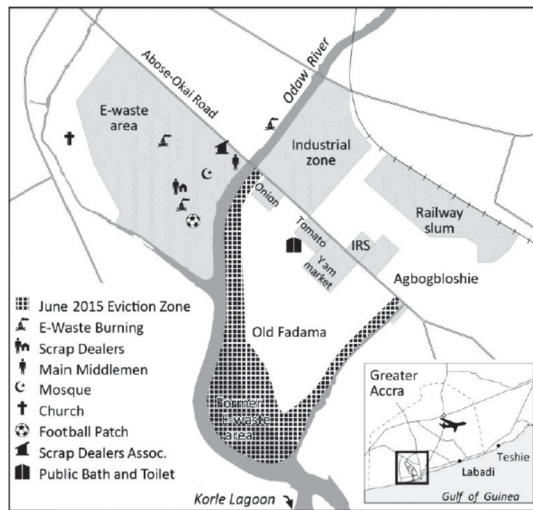 Abose-Okai Road
Odaw River
E-waste
area
Industrial
zone
Onion
Tomato
Yam
market
IRS
Railway
slum
Agbogbloshie
Old Fadama
Former
E-waste
area
June 2015 Eviction Zone
E-Waste Burning
Scrap Dealers
Main Middlemen
Mosque
Church
Football Patch
Scrap Dealers Assoc.
Public Bath and Toilet
Korle Lagoon
Greater
Accra
Teshie
Labadi
Gulf of Guinea